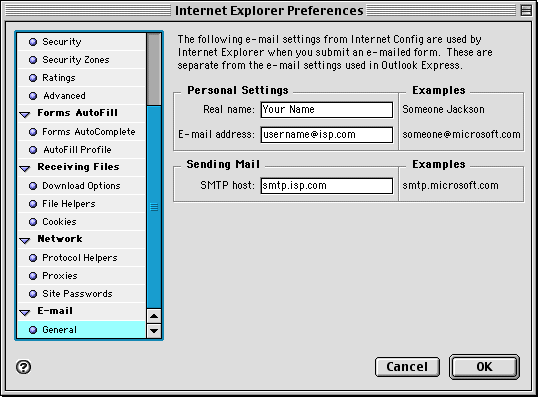 Internet Explorer Preferences
Security
Security Zones
Ratings
Advanced
Forms AutoFill
Forms AutoComplete
AutoFill Profile
Receiving Files
Download Options
File Helpers
Cookies
Network
Protocol Helpers
Proxies
Site Passwords
E-mail
General
The following e-mail settings from Internet Config are used by
Internet Explorer when you submit an e-mailed form. These are
separate from the e-mail settings used in Outlook Express.
Personal Settings
Examples
Real name: Your Name
Someone Jackson
E-mail address: username@isp.com
someone@microsoft.com
Sending Mail
Examples
SMTP host: smtp.isp.com
smtp.microsoft.com
?
Cancel
OK